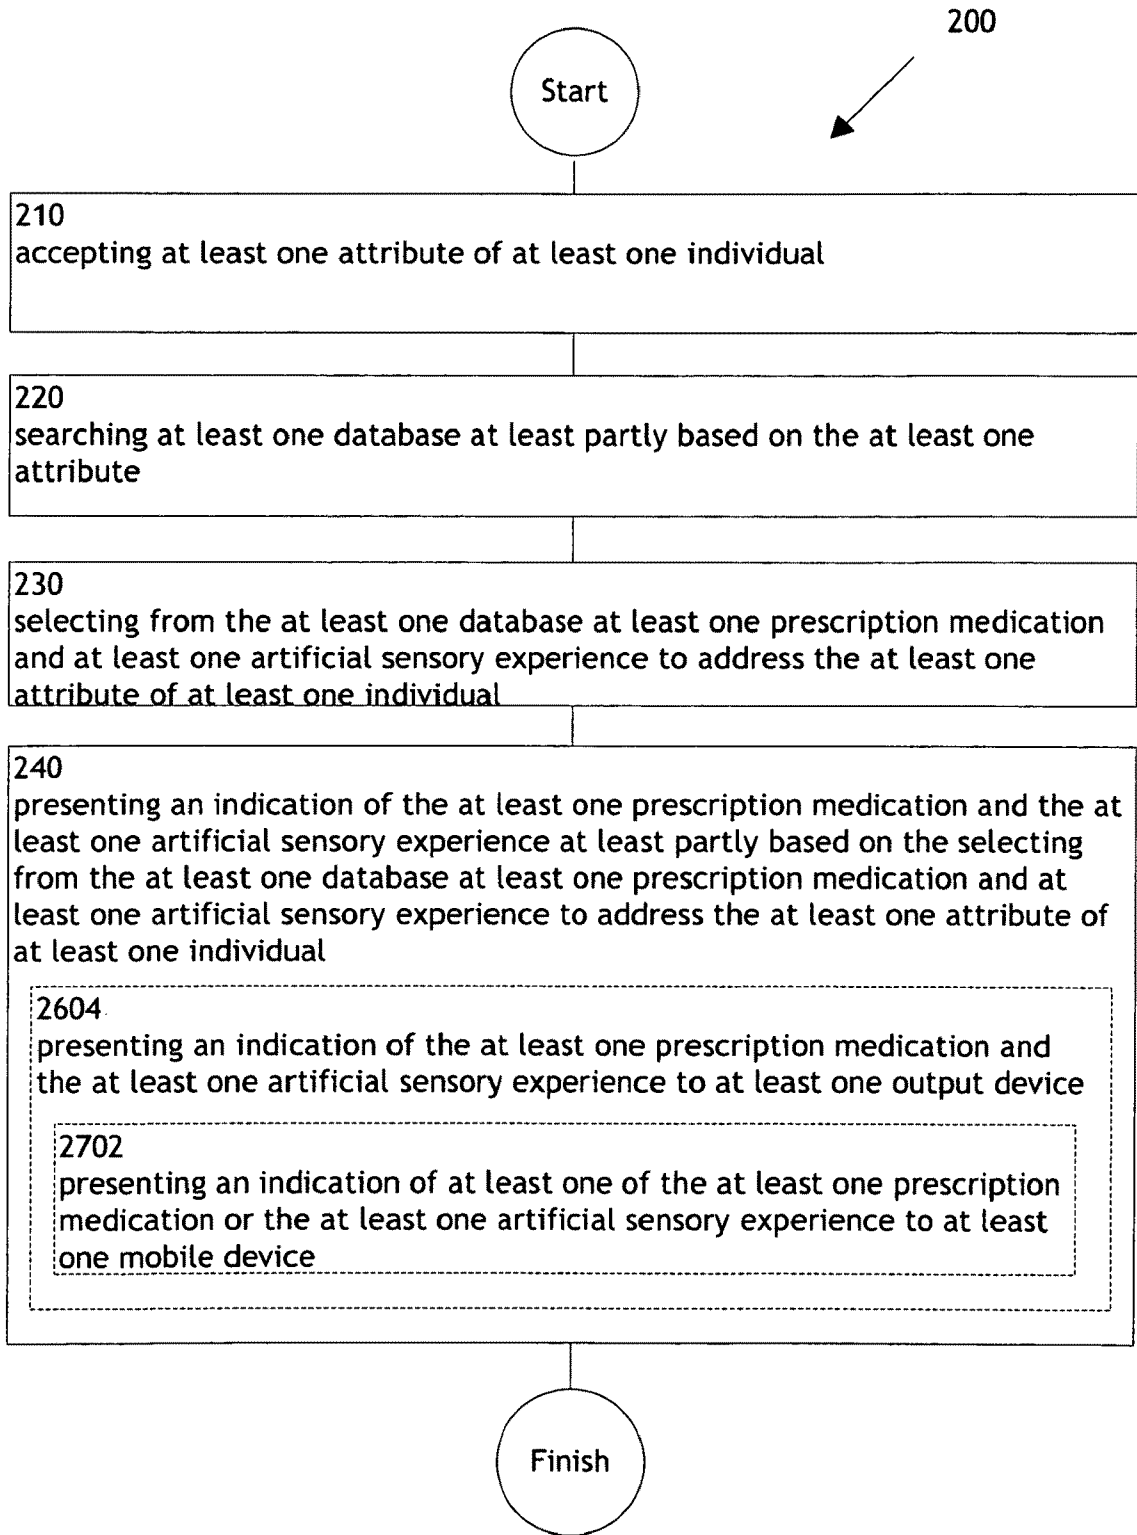 200
Start
210
accepting at least one attribute of at least one individual
220
searching at least one database at least partly based on the at least one
attribute
230
selecting from the at least one database at least one prescription medication
and at least one artificial sensory experience to address the at least one
attribute of at least one individual
240
presenting an indication of the at least one prescription medication and the at
least one artificial sensory experience at least partly based on the selecting
from the at least one database at least one prescription medication and at
least one artificial sensory experience to address the at least one attribute of
at least one individual
2604
presenting an indication of the at least one prescription medication and
the at least one artificial sensory experience to at least one output device
2702
presenting an indication of at least one of the at least one prescription
medication or the at least one artificial sensory experience to at least
one mobile device
Finish